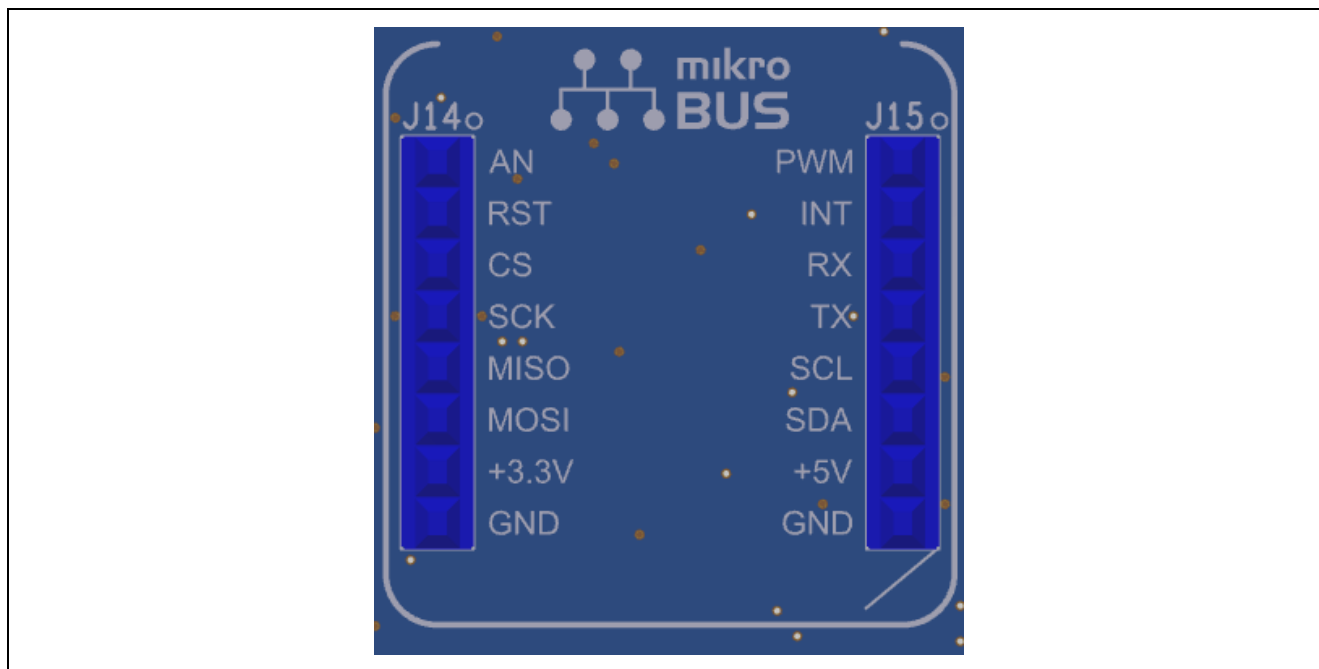 mikro
BUS
J14 J15
AN PWM
RST INT
CS RX
SCK TX
MISO SCL
MOSI SDA
+3.3V +5V
GND GND